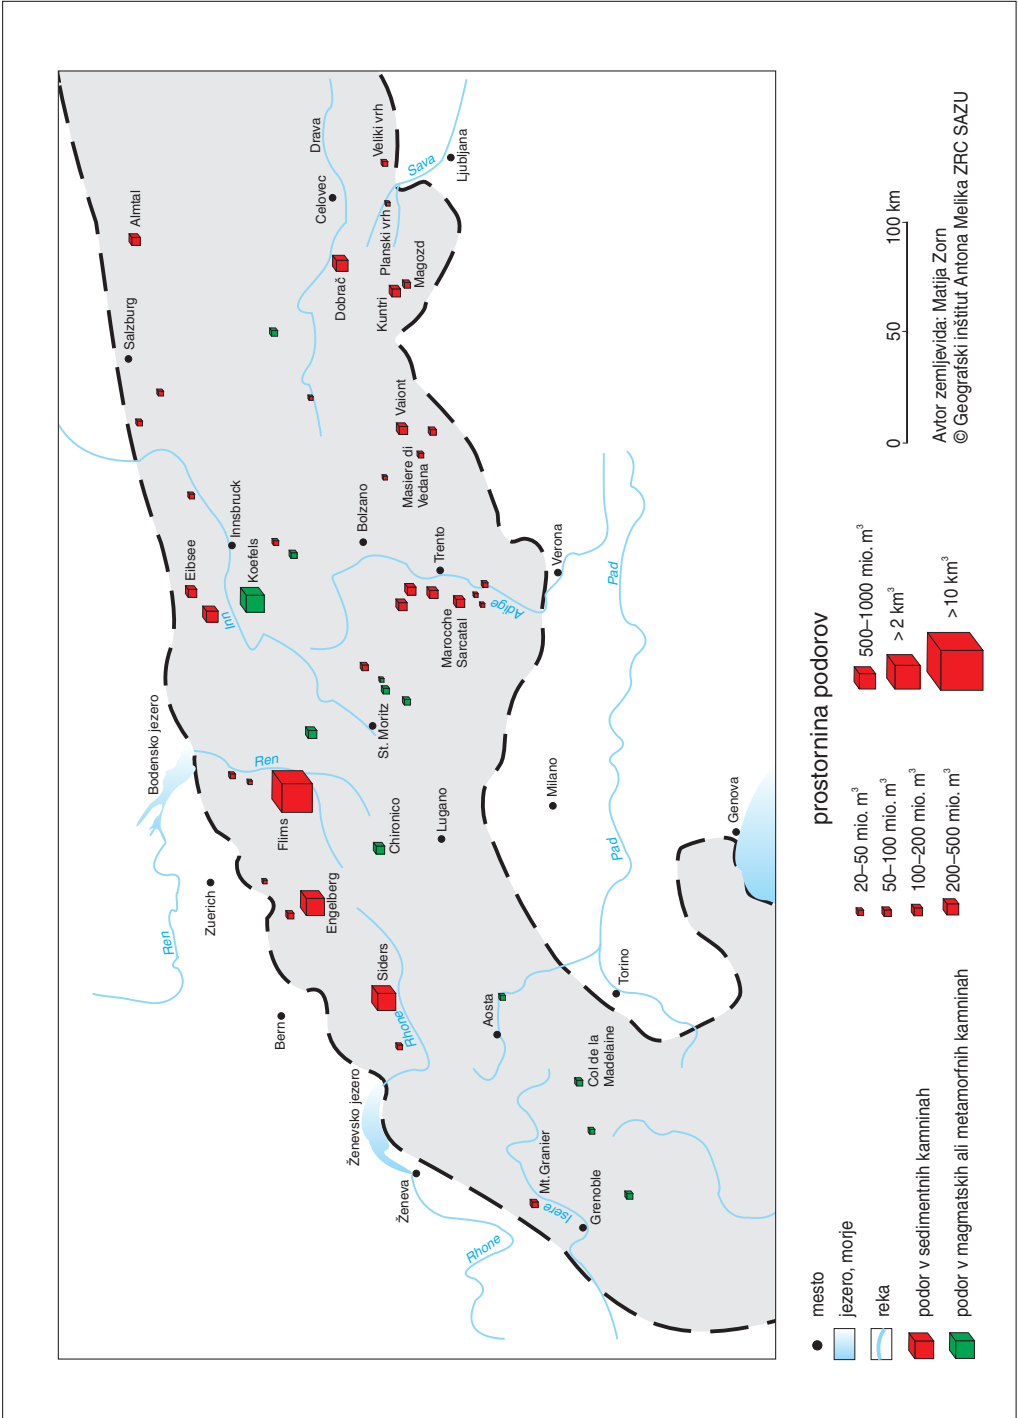 Ženeva
Ženevsko jezero
Bern
Zuerich
Bodensko jezero
Salzburg
Almtal
Rhone
Isere
Mt.Granier
Grenoble
Col de la
Madelaine
Aosta
Torino
Rhone
Siders
Engelberg
Ren
Flims
Ren
Chironico
Lugano
Milano
Genova
Pad
Pad
St. Moritz
Inn
Eibsee
Koefels
Innsbruck
Bolzano
Marocche
Sarcatal
Trento
Adige
Verona
Masiere di
Vedana
Vaiont
Kuntri
Magozd
Dobrač
Planski vrh
Celovec
Drava
Veliki vrh
Sava
Ljubljana
mesto
jezero, morje
reka
podor v sedimentnih kamninah
podor v magmatskih ali metamorfnih kamninah
prostornina podorov
20–50 mio. m³
50–100 mio. m³
100–200 mio. m³
200–500 mio. m³
500–1000 mio. m³
> 2 km³
> 10 km³
0 50 100 km
Avtor zemljevida: Matija Zorn
© Geografski inštitut Antona Melika ZRC SAZU